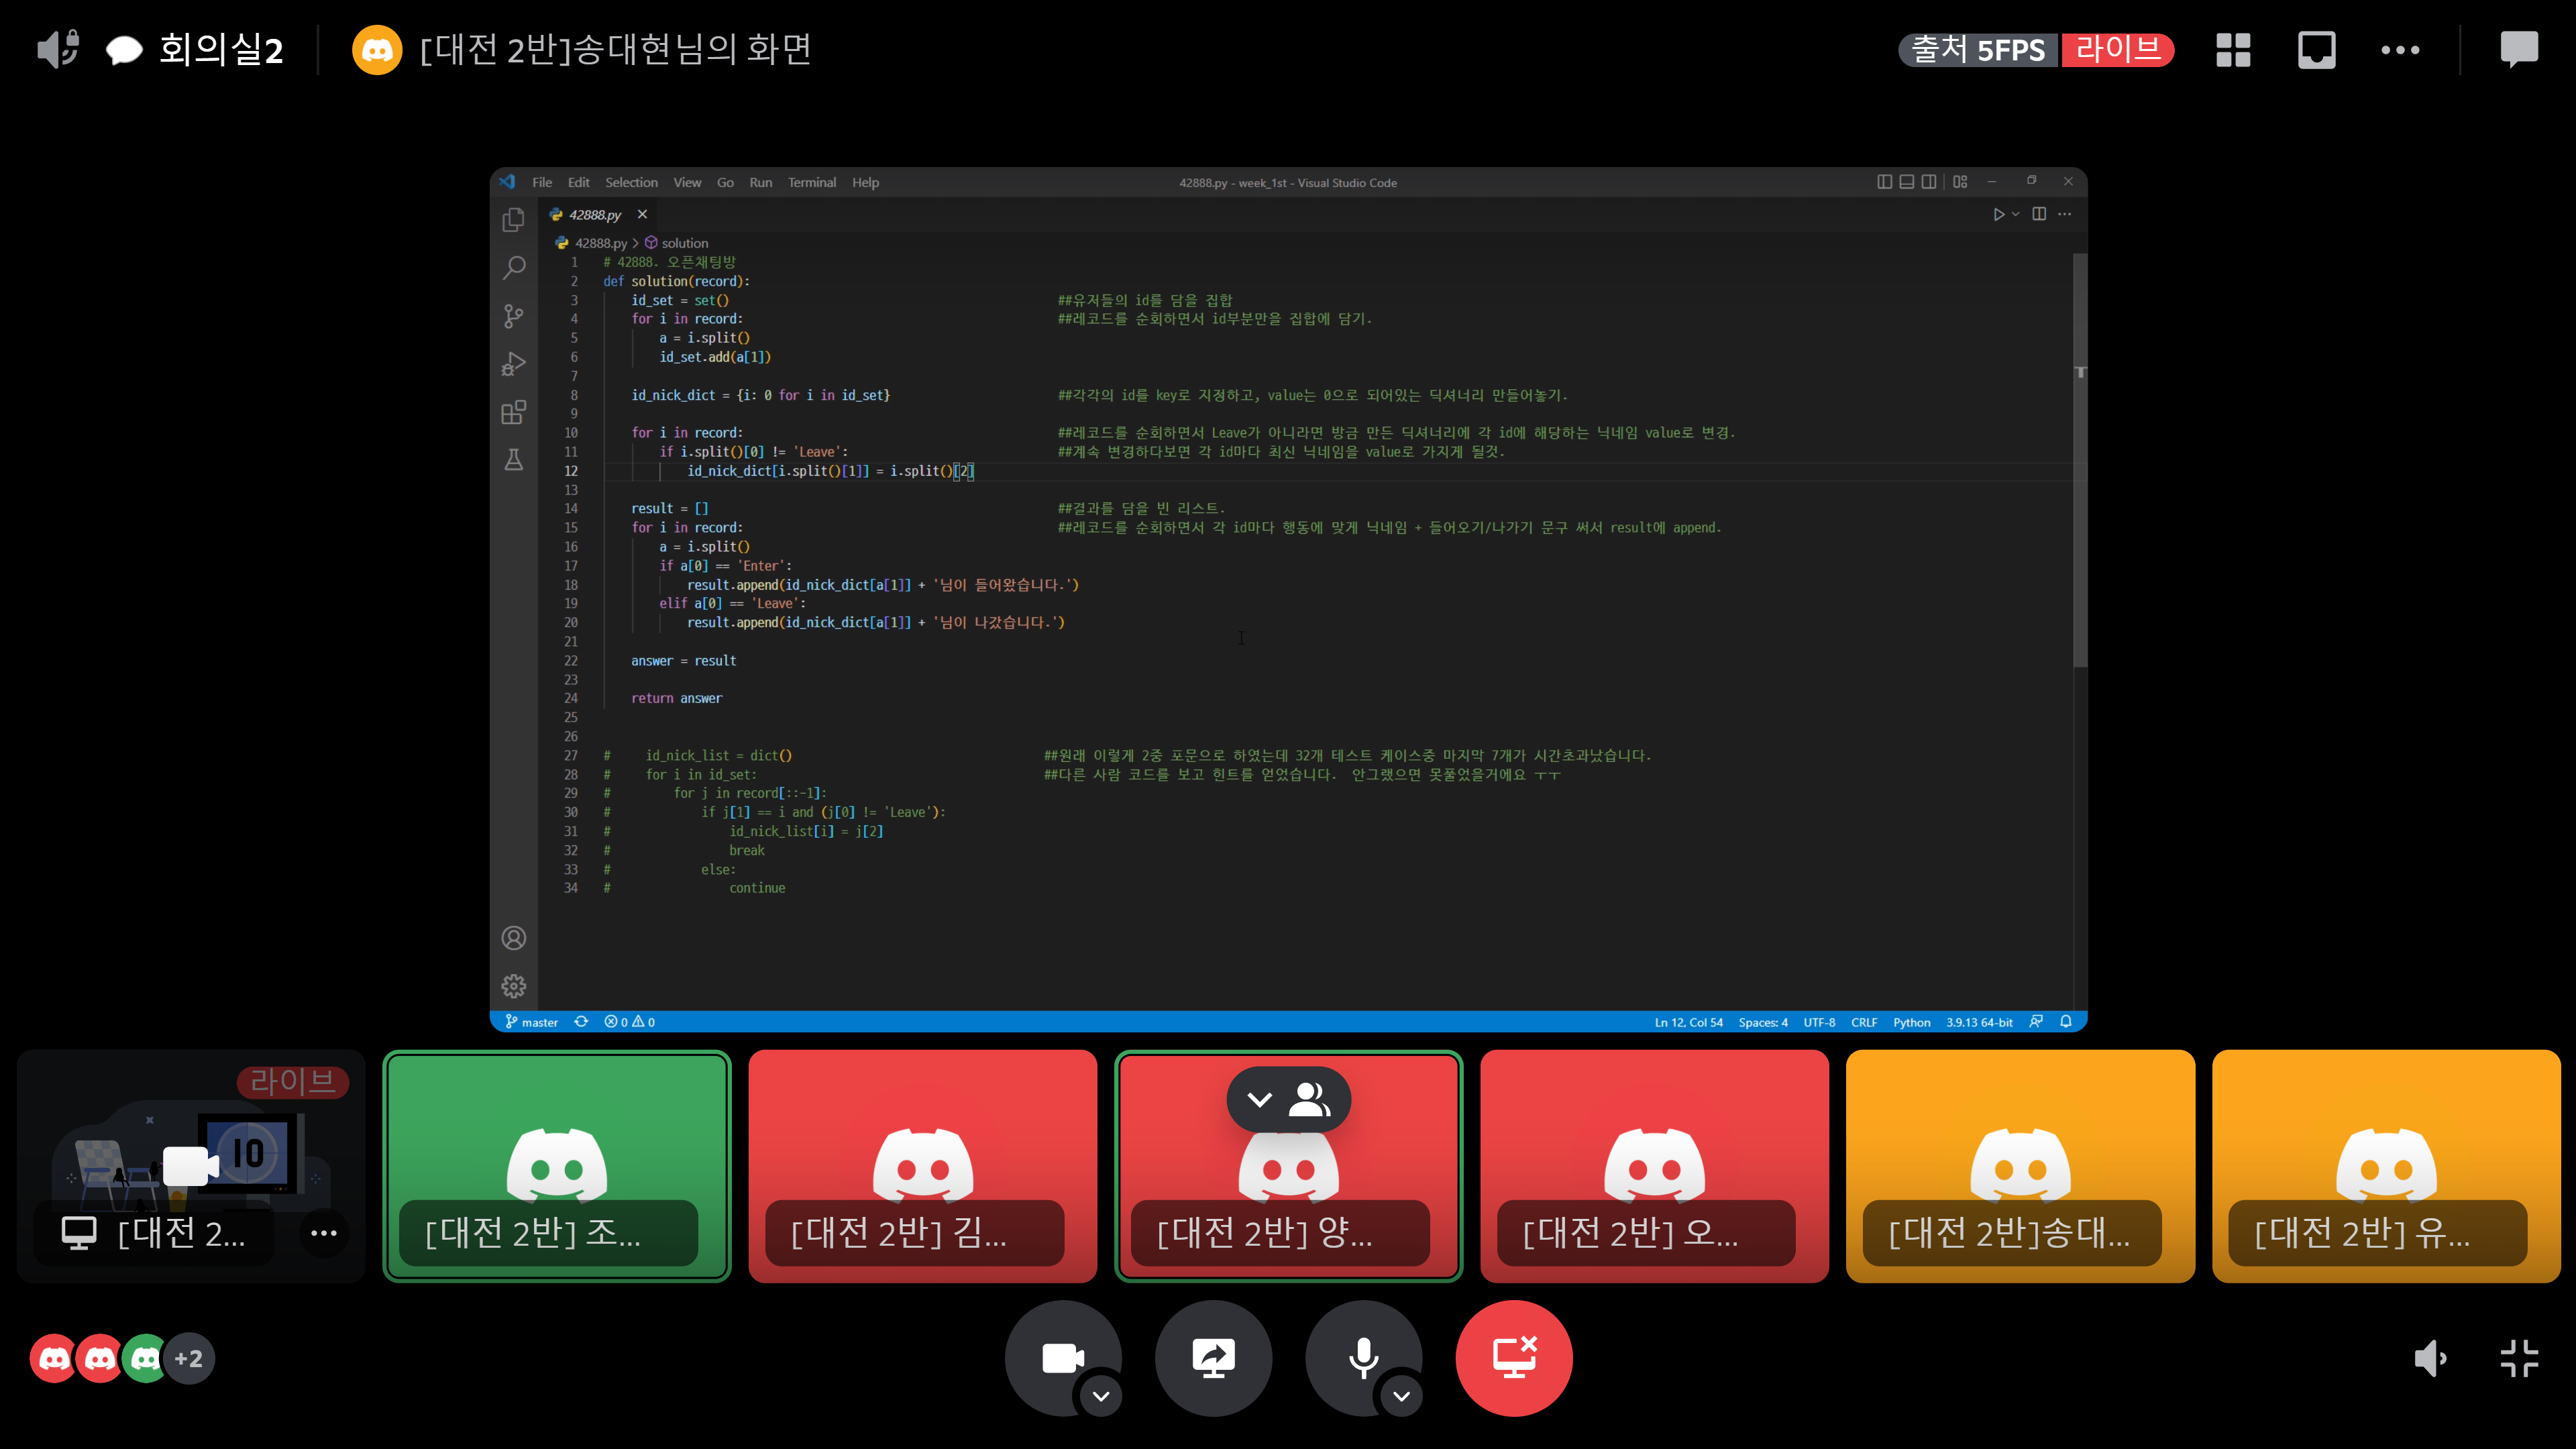 회의실2
[대전 2반]송대현님의 화면
출처 5FPS
라이브
File Edit Selection View Go Run Terminal Help
42888.py - week_1st - Visual Studio Code
42888.py
42888.py > solution
1 # 42888. 오픈채팅방
2 def solution(record):
3 id_set = set() ##유저들의 id를 담을 집합
4 for i in record: ##레코드를 순회하면서 id부분만을 집합에 담기.
5 a = i.split()
6 id_set.add(a[1])
7
8 id_nick_dict = {i: 0 for i in id_set} ##각각의 id를 key로 지정하고, value는 0으로 되어있는 딕셔너리 만들어놓기.
9
10 for i in record: ##레코드를 순회하면서 Leave가 아니라면 방금 만든 딕셔너리에 각 id에 해당하는 닉네임 value로 변경.
11 if i.split()[0] != 'Leave': ##계속 변경하다보면 각 id마다 최신 닉네임을 value로 가지게 될것.
12 id_nick_dict[i.split()[1]] = i.split()[2]
13
14 result = [] ##결과를 담을 빈 리스트.
15 for i in record: ##레코드를 순회하면서 각 id마다 행동에 맞게 닉네임 + 들어오기/나가기 문구 써서 result에 append.
16 a = i.split()
17 if a[0] == 'Enter':
18 result.append(id_nick_dict[a[1]] + '님이 들어왔습니다.')
19 elif a[0] == 'Leave':
20 result.append(id_nick_dict[a[1]] + '님이 나갔습니다.')
21
22 answer = result
23
24 return answer
25
26
27 # id_nick_list = dict() ##원래 이렇게 2중 포문으로 하였는데 32개 테스트 케이스중 마지막 7개가 시간초과났습니다.
28 # for i in id_set: ##다른 사람 코드를 보고 힌트를 얻었습니다. 안그랬으면 못풀었을거에요 ㅜㅜ
29 # for j in record[::-1]:
30 # if j[1] == i and (j[0] != 'Leave'):
31 # id_nick_list[i] = j[2]
32 # break
33 # else:
34 # continue
master
0
0
Ln 12, Col 54 Spaces: 4 UTF-8 CRLF Python 3.9.13 64-bit
라이브
10
[대전 2...
[대전 2반] 조...
[대전 2반] 김...
[대전 2반] 양...
[대전 2반] 오...
[대전 2반]송대...
[대전 2반] 유...
+2